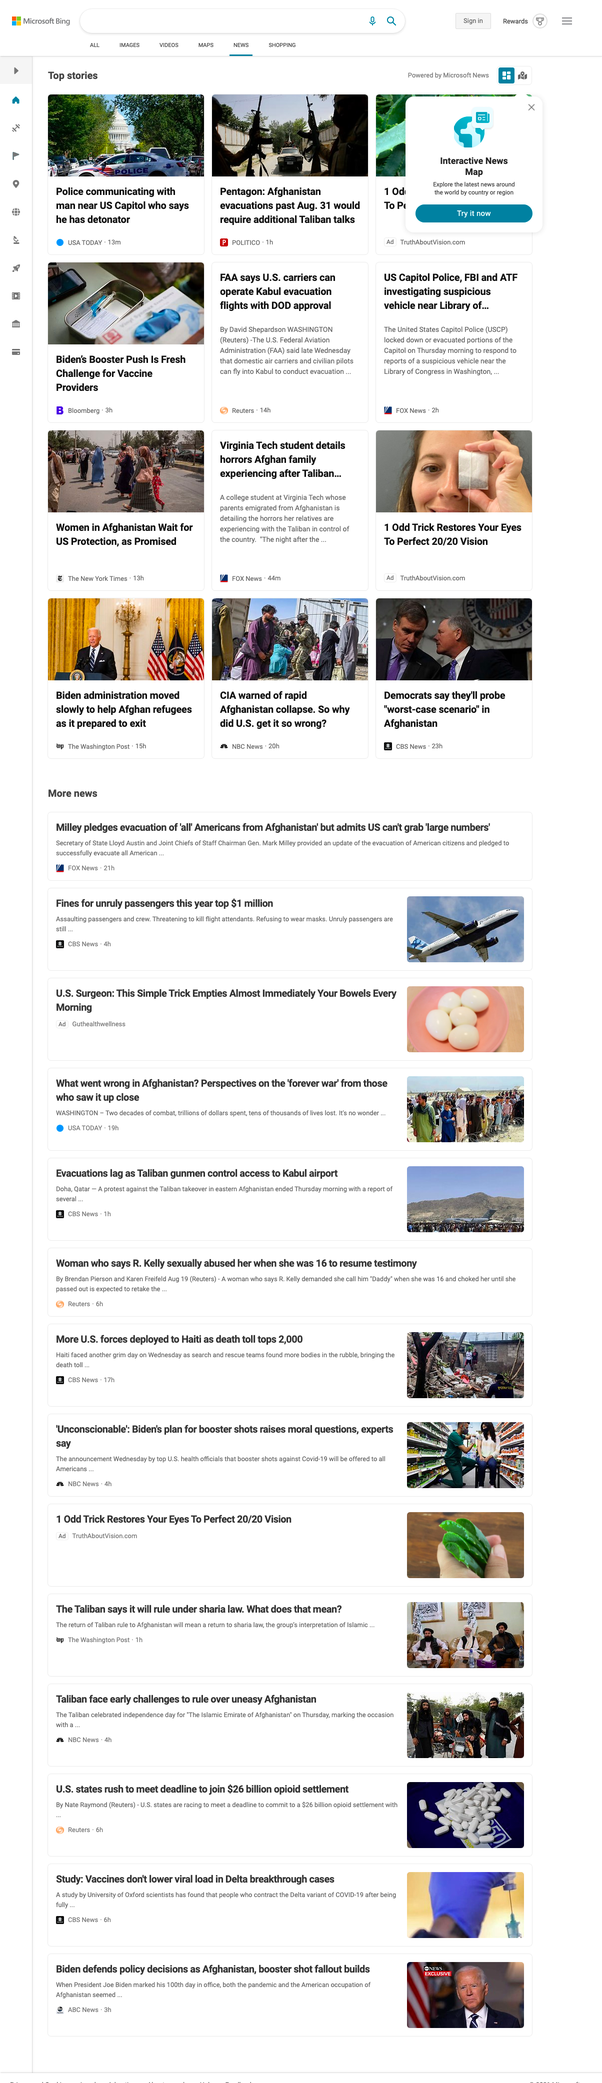 Microsoft Bing
Sign in
Rewards
ALL
IMAGES
VIDEOS
MAPS
NEWS
SHOPPING
Top stories
Powered by Microsoft News
Interactive News
Map
Explore the latest news around
the world by country or region
Try it now
POLICE
Police communicating with
man near US Capitol who says
he has detonator
USA TODAY · 13m
Pentagon: Afghanistan
evacuations past Aug. 31 would
require additional Taliban talks
POLITICO · 1h
1 Od
To Pe
Ad TruthAboutVision.com
Biden's Booster Push Is Fresh
Challenge for Vaccine
Providers
Bloomberg · 3h
FAA says U.S. carriers can
operate Kabul evacuation
flights with DOD approval
By David Shepardson WASHINGTON
(Reuters) -The U.S. Federal Aviation
Administration (FAA) said late Wednesday
that domestic air carriers and civilian pilots
can fly into Kabul to conduct evacuation ...
Reuters · 14h
US Capitol Police, FBI and ATF
investigating suspicious
vehicle near Library of...
The United States Capitol Police (USCP)
locked down or evacuated portions of the
Capitol on Thursday morning to respond to
reports of a suspicious vehicle near the
Library of Congress in Washington, ...
FOX News · 2h
Women in Afghanistan Wait for
US Protection, as Promised
The New York Times · 13h
Virginia Tech student details
horrors Afghan family
experiencing after Taliban...
A college student at Virginia Tech whose
parents emigrated from Afghanistan is
detailing the horrors her relatives are
experiencing with the Taliban in control of
the country. "The night after the ...
FOX News · 44m
1 Odd Trick Restores Your Eyes
To Perfect 20/20 Vision
Ad TruthAboutVision.com
Biden administration moved
slowly to help Afghan refugees
as it prepared to exit
The Washington Post · 15h
CIA warned of rapid
Afghanistan collapse. So why
did U.S. get it so wrong?
NBC News · 20h
Democrats say they'll probe
"worst-case scenario" in
Afghanistan
CBS News · 23h
More news
Milley pledges evacuation of 'all' Americans from Afghanistan' but admits US can't grab 'large numbers'
Secretary of State Lloyd Austin and Joint Chiefs of Staff Chairman Gen. Mark Milley provided an update of the evacuation of American citizens and pledged to
successfully evacuate all American ...
FOX News · 21h
Fines for unruly passengers this year top $1 million
Assaulting passengers and crew. Threatening to kill flight attendants. Refusing to wear masks. Unruly passengers are
still ...
CBS News · 4h
U.S. Surgeon: This Simple Trick Empties Almost Immediately Your Bowels Every
Morning
Ad Guthealthwellness
What went wrong in Afghanistan? Perspectives on the 'forever war' from those
who saw it up close
WASHINGTON – Two decades of combat, trillions of dollars spent, tens of thousands of lives lost. It's no wonder ...
USA TODAY · 19h
Evacuations lag as Taliban gunmen control access to Kabul airport
Doha, Qatar — A protest against the Taliban takeover in eastern Afghanistan ended Thursday morning with a report of
several ...
CBS News · 1h
Woman who says R. Kelly sexually abused her when she was 16 to resume testimony
By Brendan Pierson and Karen Freifeld Aug 19 (Reuters) - A woman who says R. Kelly demanded she call him "Daddy" when she was 16 and choked her until she
passed out is expected to retake the ...
Reuters · 6h
More U.S. forces deployed to Haiti as death toll tops 2,000
Haiti faced another grim day on Wednesday as search and rescue teams found more bodies in the rubble, bringing the
death toll ...
CBS News · 17h
'Unconscionable': Biden's plan for booster shots raises moral questions, experts
say
The announcement Wednesday by top U.S. health officials that booster shots against Covid-19 will be offered to all
Americans ...
NBC News · 4h
1 Odd Trick Restores Your Eyes To Perfect 20/20 Vision
Ad TruthAboutVision.com
The Taliban says it will rule under sharia law. What does that mean?
The return of Taliban rule to Afghanistan will mean a return to sharia law, the group's interpretation of Islamic ...
The Washington Post · 1h
Taliban face early challenges to rule over uneasy Afghanistan
The Taliban celebrated independence day for "The Islamic Emirate of Afghanistan" on Thursday, marking the occasion
with a ...
NBC News · 4h
U.S. states rush to meet deadline to join $26 billion opioid settlement
By Nate Raymond (Reuters) - U.S. states are racing to meet a deadline to commit to a $26 billion opioid settlement with
...
Reuters · 6h
Study: Vaccines don't lower viral load in Delta breakthrough cases
A study by University of Oxford scientists has found that people who contract the Delta variant of COVID-19 after being
fully ...
CBS News · 6h
Biden defends policy decisions as Afghanistan, booster shot fallout builds
When President Joe Biden marked his 100th day in office, both the pandemic and the American occupation of
Afghanistan seemed ...
ABC News · 3h
NEWS
EXCLUSIVE